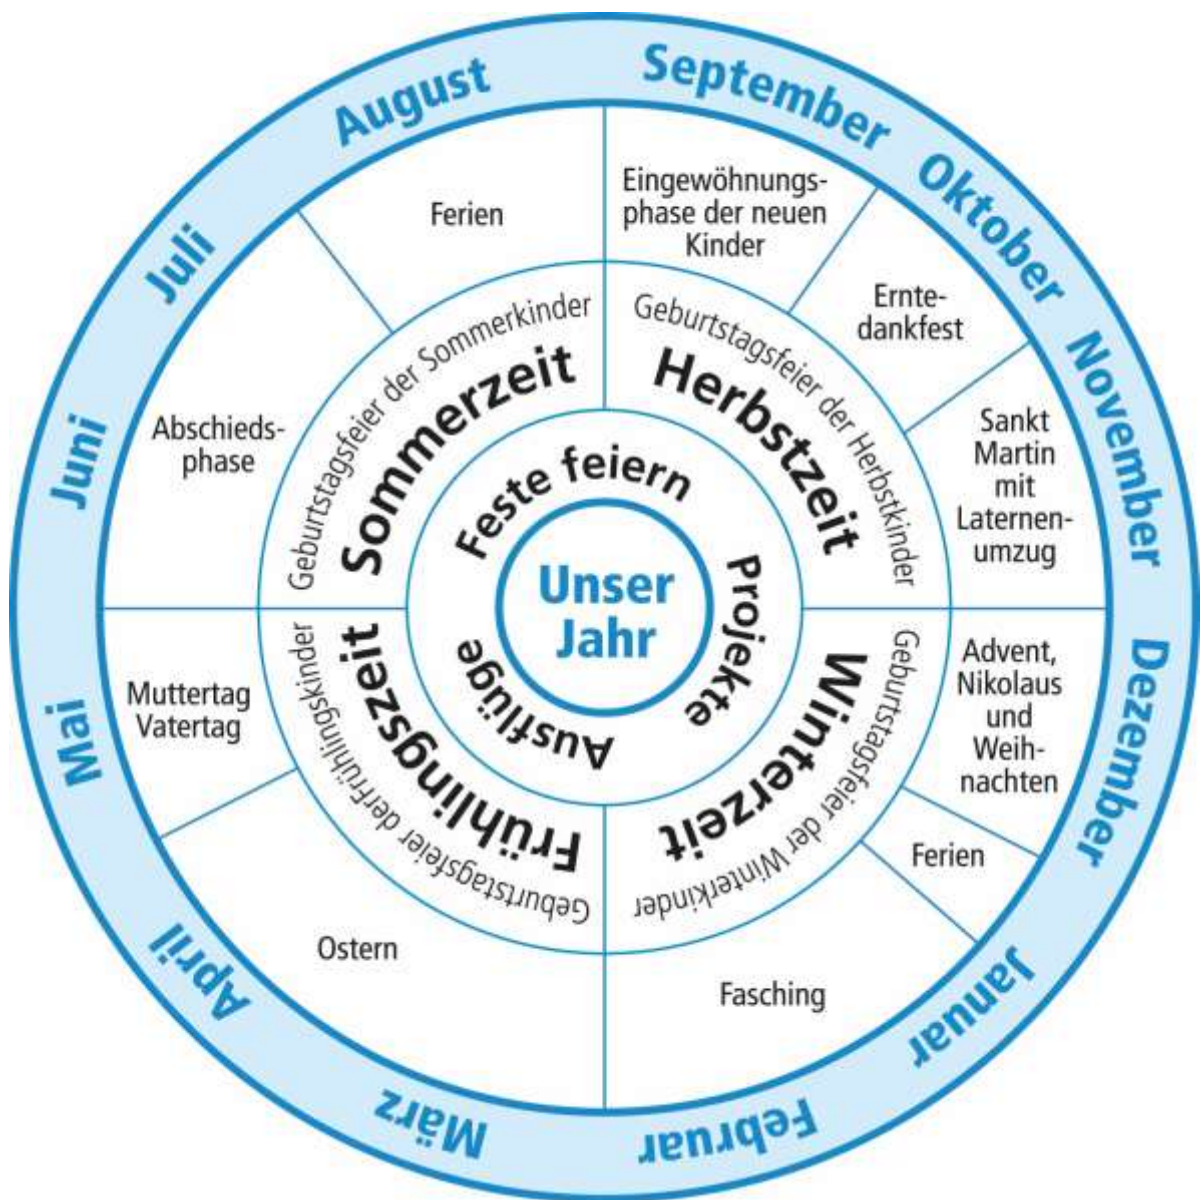 September
Oktober
November
Dezember
Januar
Februar
März
April
Mai
Juni
Juli
August
Eingewöhnungs-
phase der neuen
Kinder
Ernte-
dankfest
Sankt
Martin
mit
Laternen-
umzug
Advent,
Nikolaus
und
Weih-
nachten
Ferien
Fasching
Ostern
Muttertag
Vatertag
Abschieds-
phase
Ferien
Geburtstagsfeier der Herbstkinder
Herbstzeit
Geburtstagsfeier der Winterkinder
Winterzeit
Geburtstagsfeier derFrühlingskinder
Frühlingszeit
Geburtstagsfeier der Sommerkinder
Sommerzeit
Feste feiern
Projekte
Ausflüge
Unser
Jahr